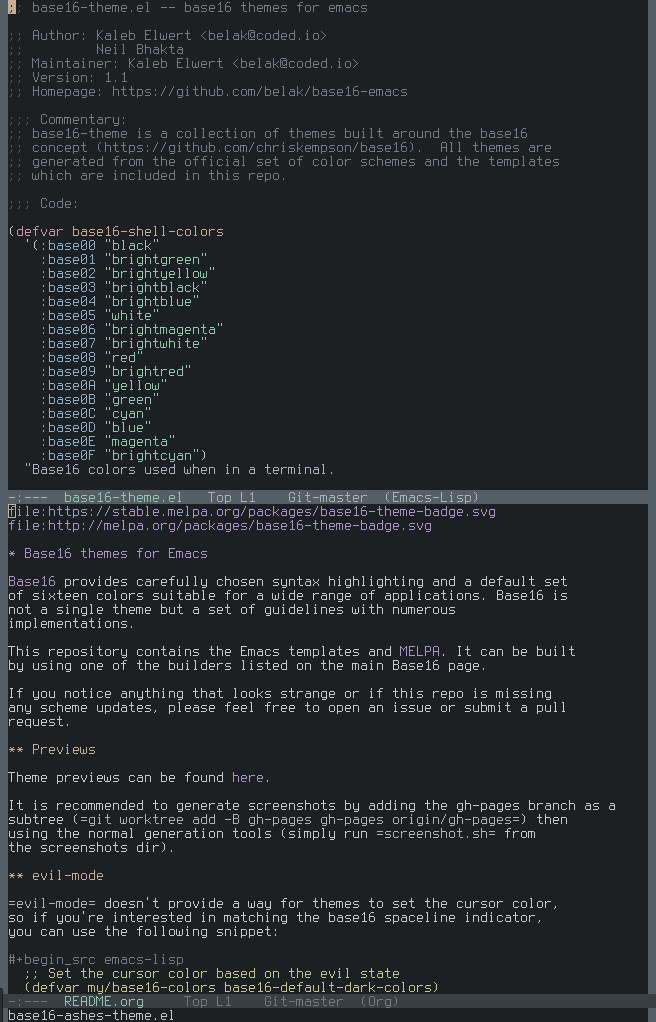 ;; base16-theme.el -- base16 themes for emacs
;; Author: Kaleb Elwert <belak@coded.io>
;;         Neil Bhakta
;; Maintainer: Kaleb Elwert <belak@coded.io>
;; Version: 1.1
;; Homepage: https://github.com/belak/base16-emacs
;;; Commentary:
;; base16-theme is a collection of themes built around the base16
;; concept (https://github.com/chriskempson/base16).  All themes are
;; generated from the official set of color schemes and the templates
;; which are included in this repo.
;;; Code:
(defvar base16-shell-colors
  '(:base00 "black"
    :base01 "brightgreen"
    :base02 "brightyellow"
    :base03 "brightblack"
    :base04 "brightblue"
    :base05 "white"
    :base06 "brightmagenta"
    :base07 "brightwhite"
    :base08 "red"
    :base09 "brightred"
    :base0A "yellow"
    :base0B "green"
    :base0C "cyan"
    :base0D "blue"
    :base0E "magenta"
    :base0F "brightcyan")
  "Base16 colors used when in a terminal.
-:---  base16-theme.el   Top L1    Git-master  (Emacs-Lisp)
file:https://stable.melpa.org/packages/base16-theme-badge.svg
file:http://melpa.org/packages/base16-theme-badge.svg
* Base16 themes for Emacs
Base16 provides carefully chosen syntax highlighting and a default set
of sixteen colors suitable for a wide range of applications. Base16 is
not a single theme but a set of guidelines with numerous
implementations.
This repository contains the Emacs templates and MELPA. It can be built
by using one of the builders listed on the main Base16 page.
If you notice anything that looks strange or if this repo is missing
any scheme updates, please feel free to open an issue or submit a pull
request.
** Previews
Theme previews can be found here.
It is recommended to generate screenshots by adding the gh-pages branch as a
subtree (=git worktree add -B gh-pages gh-pages origin/gh-pages=) then
using the normal generation tools (simply run =screenshot.sh= from
the screenshots dir).
** evil-mode
=evil-mode= doesn't provide a way for themes to set the cursor color,
so if you're interested in matching the base16 spaceline indicator,
you can use the following snippet:
#+begin_src emacs-lisp
  ;; Set the cursor color based on the evil state
  (defvar my/base16-colors base16-default-dark-colors)
-:---  README.org     Top L1    Git-master  (Org)
base16-ashes-theme.el